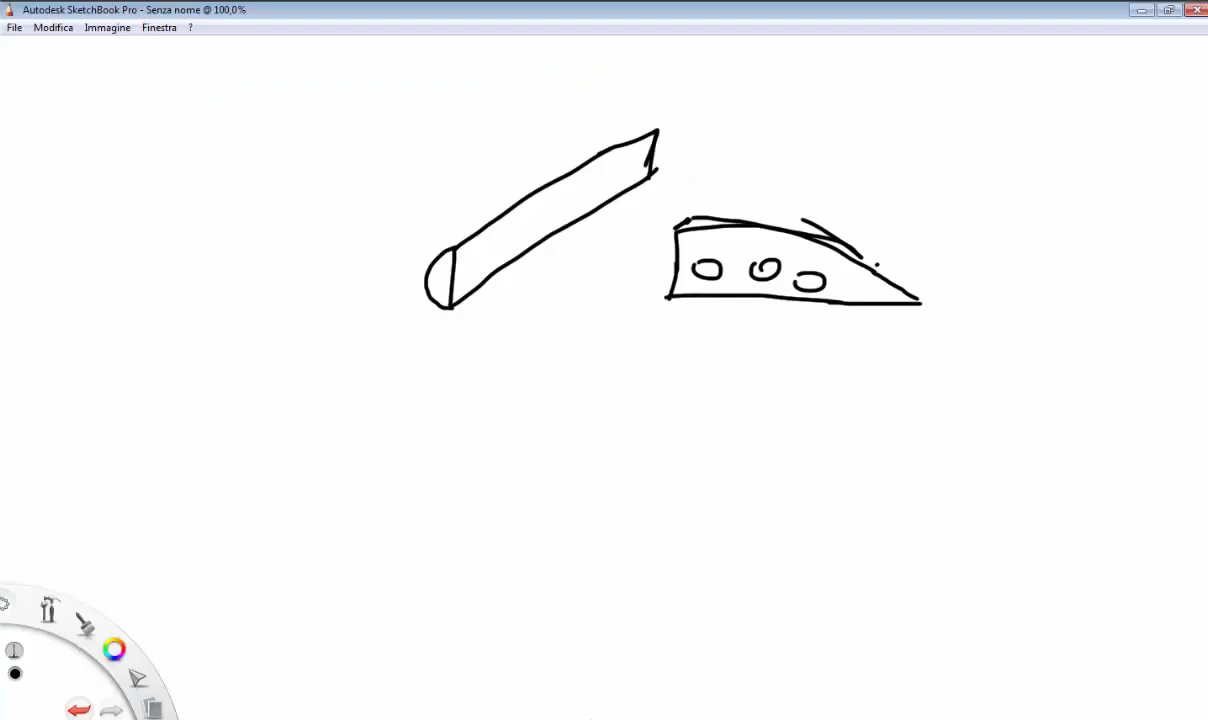 Autodesk SketchBook Pro - Senza nome @ 100,0%
File Modifica Immagine Finestra ?